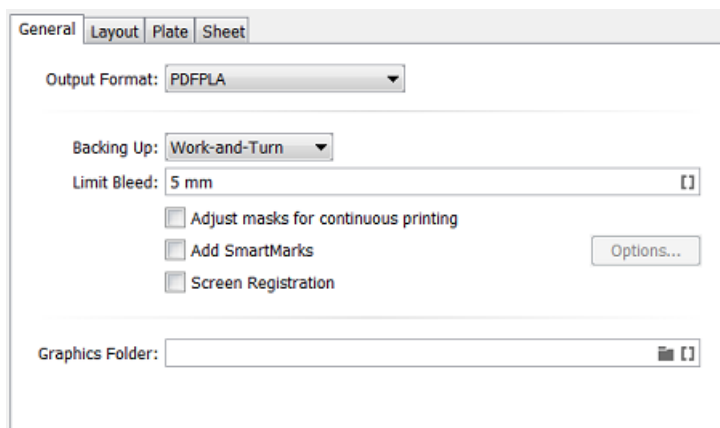 General Layout Plate Sheet
Output Format: PDFPLA
Backing Up: Work-and-Turn
Limit Bleed: 5 mm
Adjust masks for continuous printing
Add SmartMarks Options...
Screen Registration
Graphics Folder: